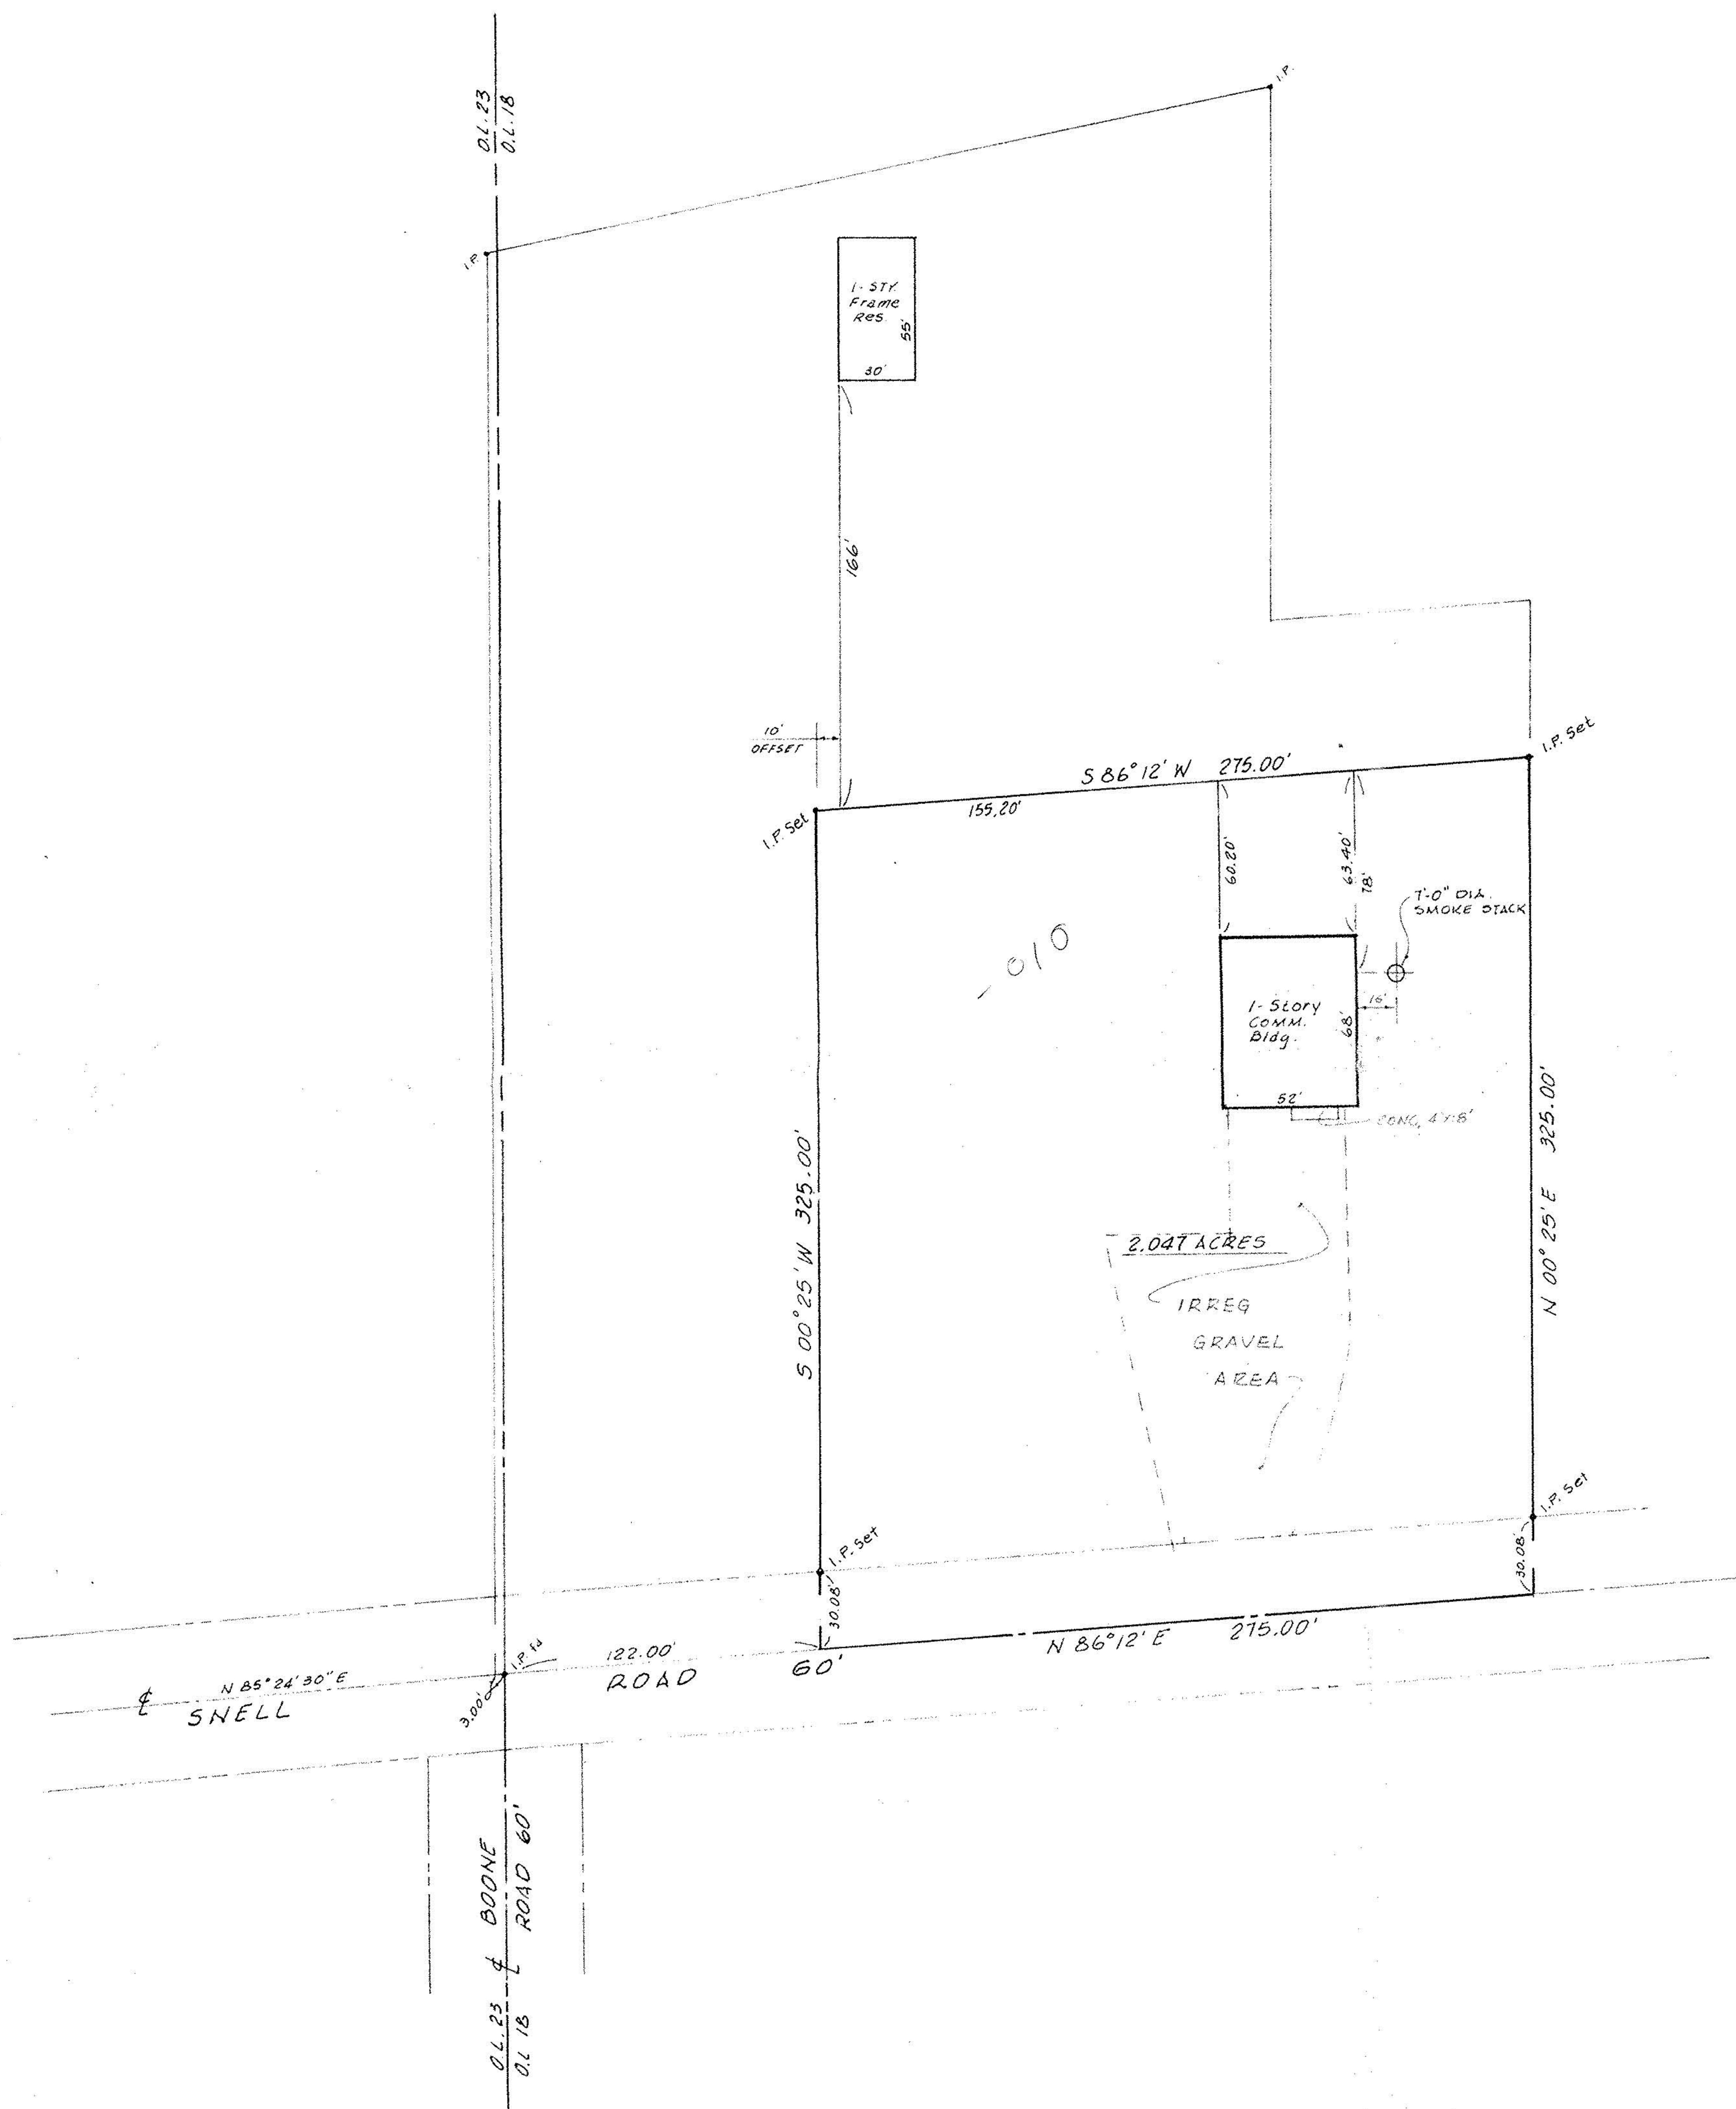 O.L. 23
O.L. 18
I.P.
I.P.
1-STY.
Frame
Res.
55'
30'
166'
10'
OFFSET
I.P. Set
S 86° 12' W 275.00'
155.20'
I.P. Set
60.20'
63.40'
78'
7'-0" DIA.
SMOKE STACK
-010
16'
1-Story
COMM.
Bldg.
68'
52'
CONC. 4'x18'
S 00° 25' W 325.00'
N 00° 25' E 325.00'
2.047 ACRES
IRREG
GRAVEL
AREA
I.P. Set
I.P. Set
30.08'
30.08'
N 86° 12' E 275.00'
I.P. fd
122.00'
ROAD
60'
N 85° 24' 30" E
℄ SNELL
3.00'
℄ BOONE
ROAD 60'
O.L. 23
O.L 18